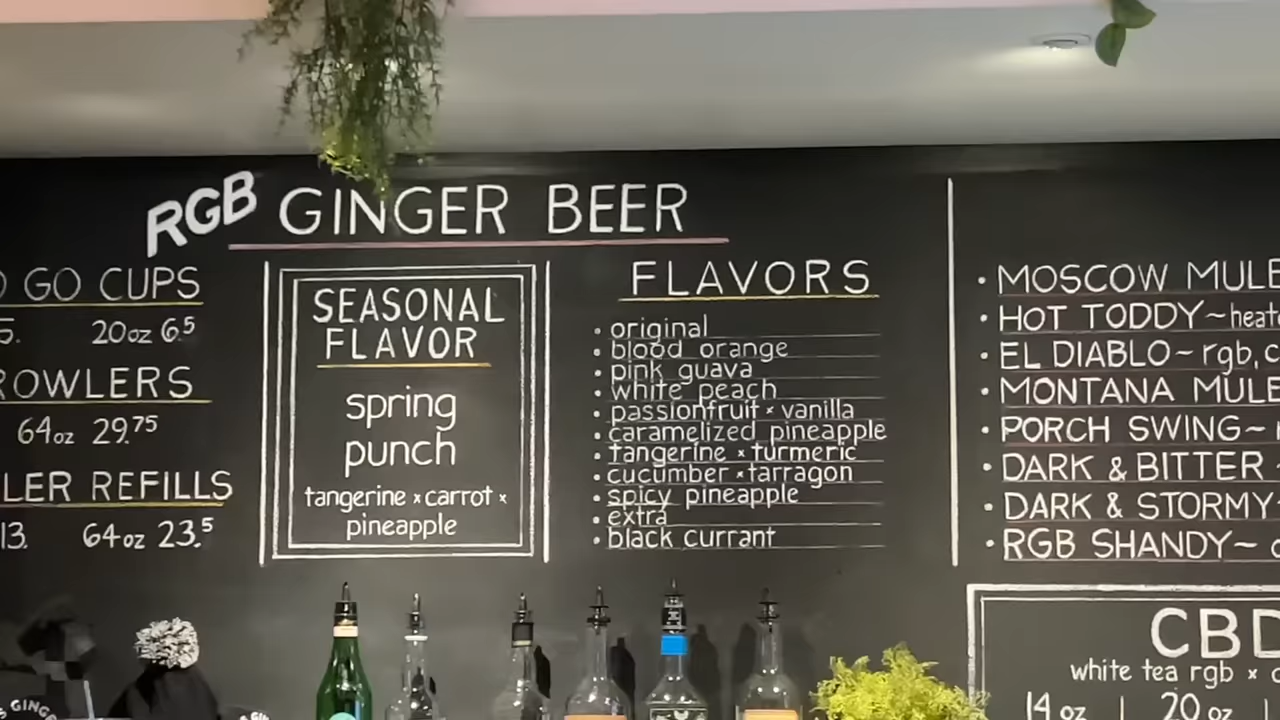 RGB GINGER BEER
GO CUPS
20oz 6.5
64oz 29.75
REFILLS
13. 64oz 23.5
SEASONAL
FLAVOR
spring
punch
tangerine x carrot x
pineapple
FLAVORS
• original
• blood orange
• pink guava
• white peach
• passionfruit x vanilla
• caramelized pineapple
• tangerine x turmeric
• cucumber x tarragon
• spicy pineapple
• extra
• black currant
• MOSCOW MULE
• HOT TODDY~
• EL DIABLO~ rgb,
• MONTANA MULE
• PORCH SWING~
• DARK & BITTER
• DARK & STORMY
• RGB SHANDY~
CBD
white tea rgb x
14 oz | 20 oz |